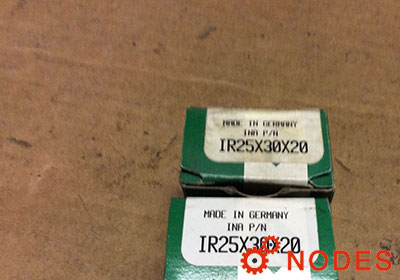 MADE IN GERMANY
INA P/N
IR25X30X20
MADE IN GERMANY
INA P/N
IR25X30X20
NODES